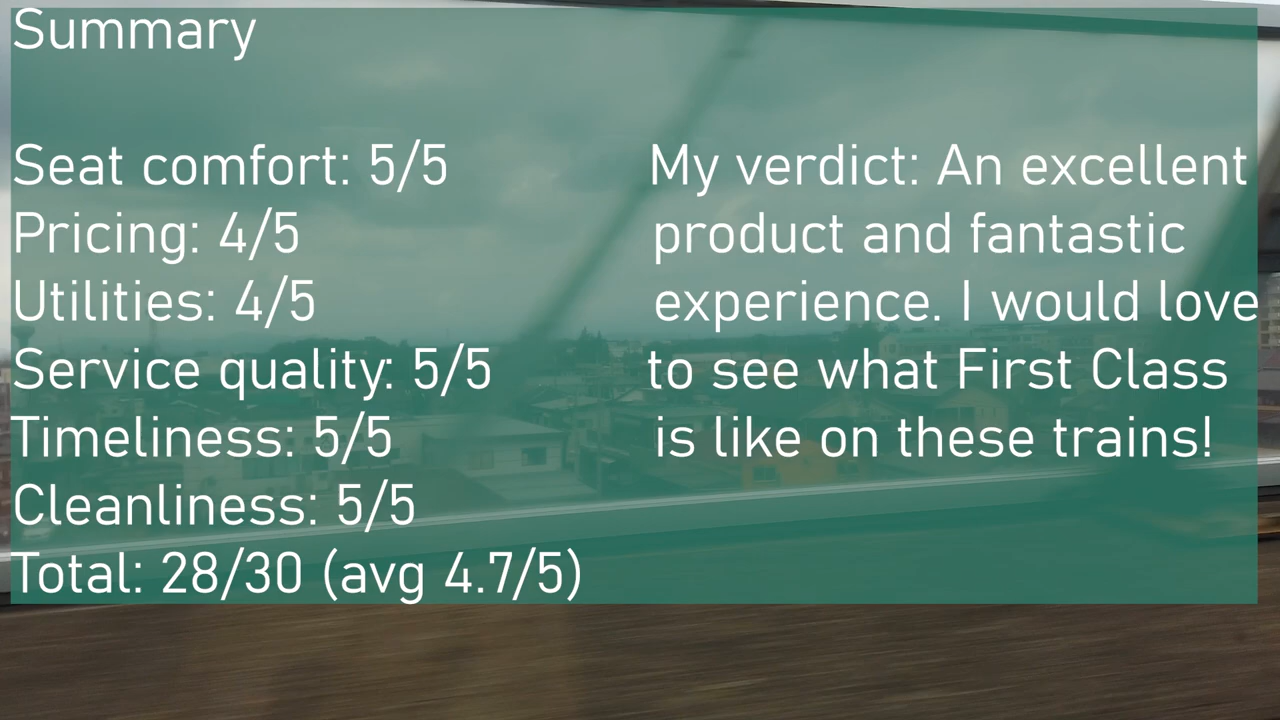 Summary
Seat comfort: 5/5
Pricing: 4/5
Utilities: 4/5
Service quality: 5/5
Timeliness: 5/5
Cleanliness: 5/5
Total: 28/30 (avg 4.7/5)
My verdict: An excellent
product and fantastic
experience. I would love
to see what First Class
is like on these trains!